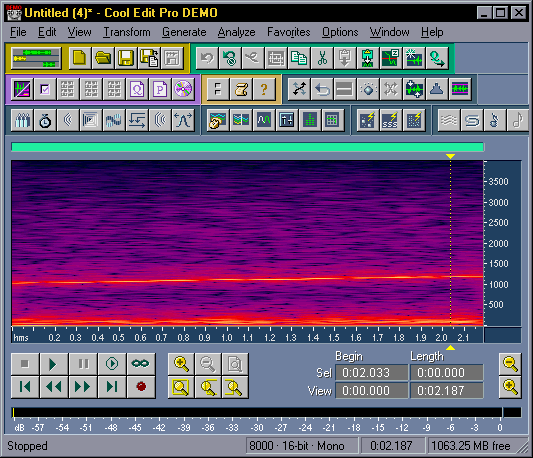 Untitled (4)* - Cool Edit Pro DEMO
File Edit View Transform Generate Analyze Favorites Options Window Help
Q P F ?
3500
3000
2500
2000
1500
1000
500
hms 0.2 0.3 0.4 0.5 0.6 0.7 0.8 0.9 1.0 1.1 1.2 1.3 1.4 1.5 1.6 1.7 1.8 1.9 2.0 2.1
Begin Length
Sel 0:02.033 0:00.000
View 0:00.000 0:02.187
dB -57 -54 -51 -48 -45 -42 -39 -36 -33 -30 -27 -24 -21 -18 -15 -12 -9 -6 -3 0
Stopped 8000 · 16-bit · Mono 0:02.187 1063.25 MB free